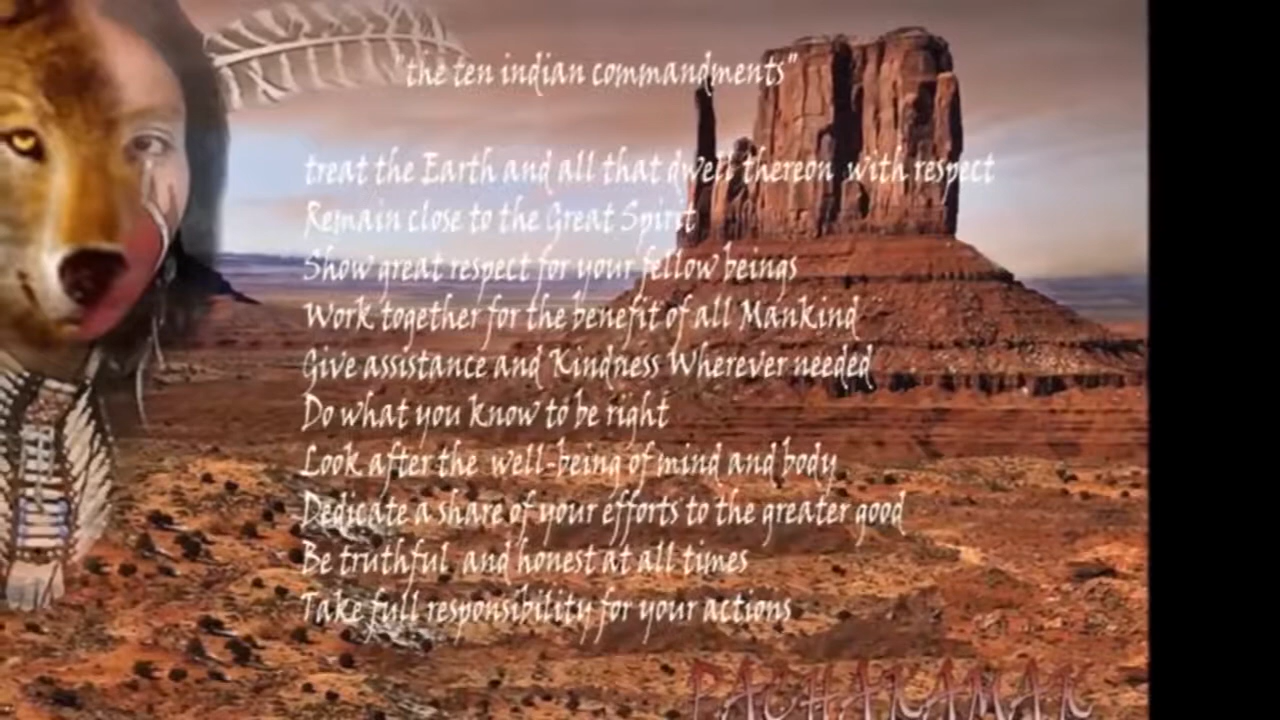 "the ten indian commandments"
treat the Earth and all that dwell thereon with respect
Remain close to the Great Spirit
Show great respect for your fellow beings
Work together for the benefit of all Mankind
Give assistance and Kindness Wherever needed
Do what you know to be right
Look after the well-being of mind and body
Dedicate a share of your efforts to the greater good
Be truthful and honest at all times
Take full responsibility for your actions
PACHAKAMAK